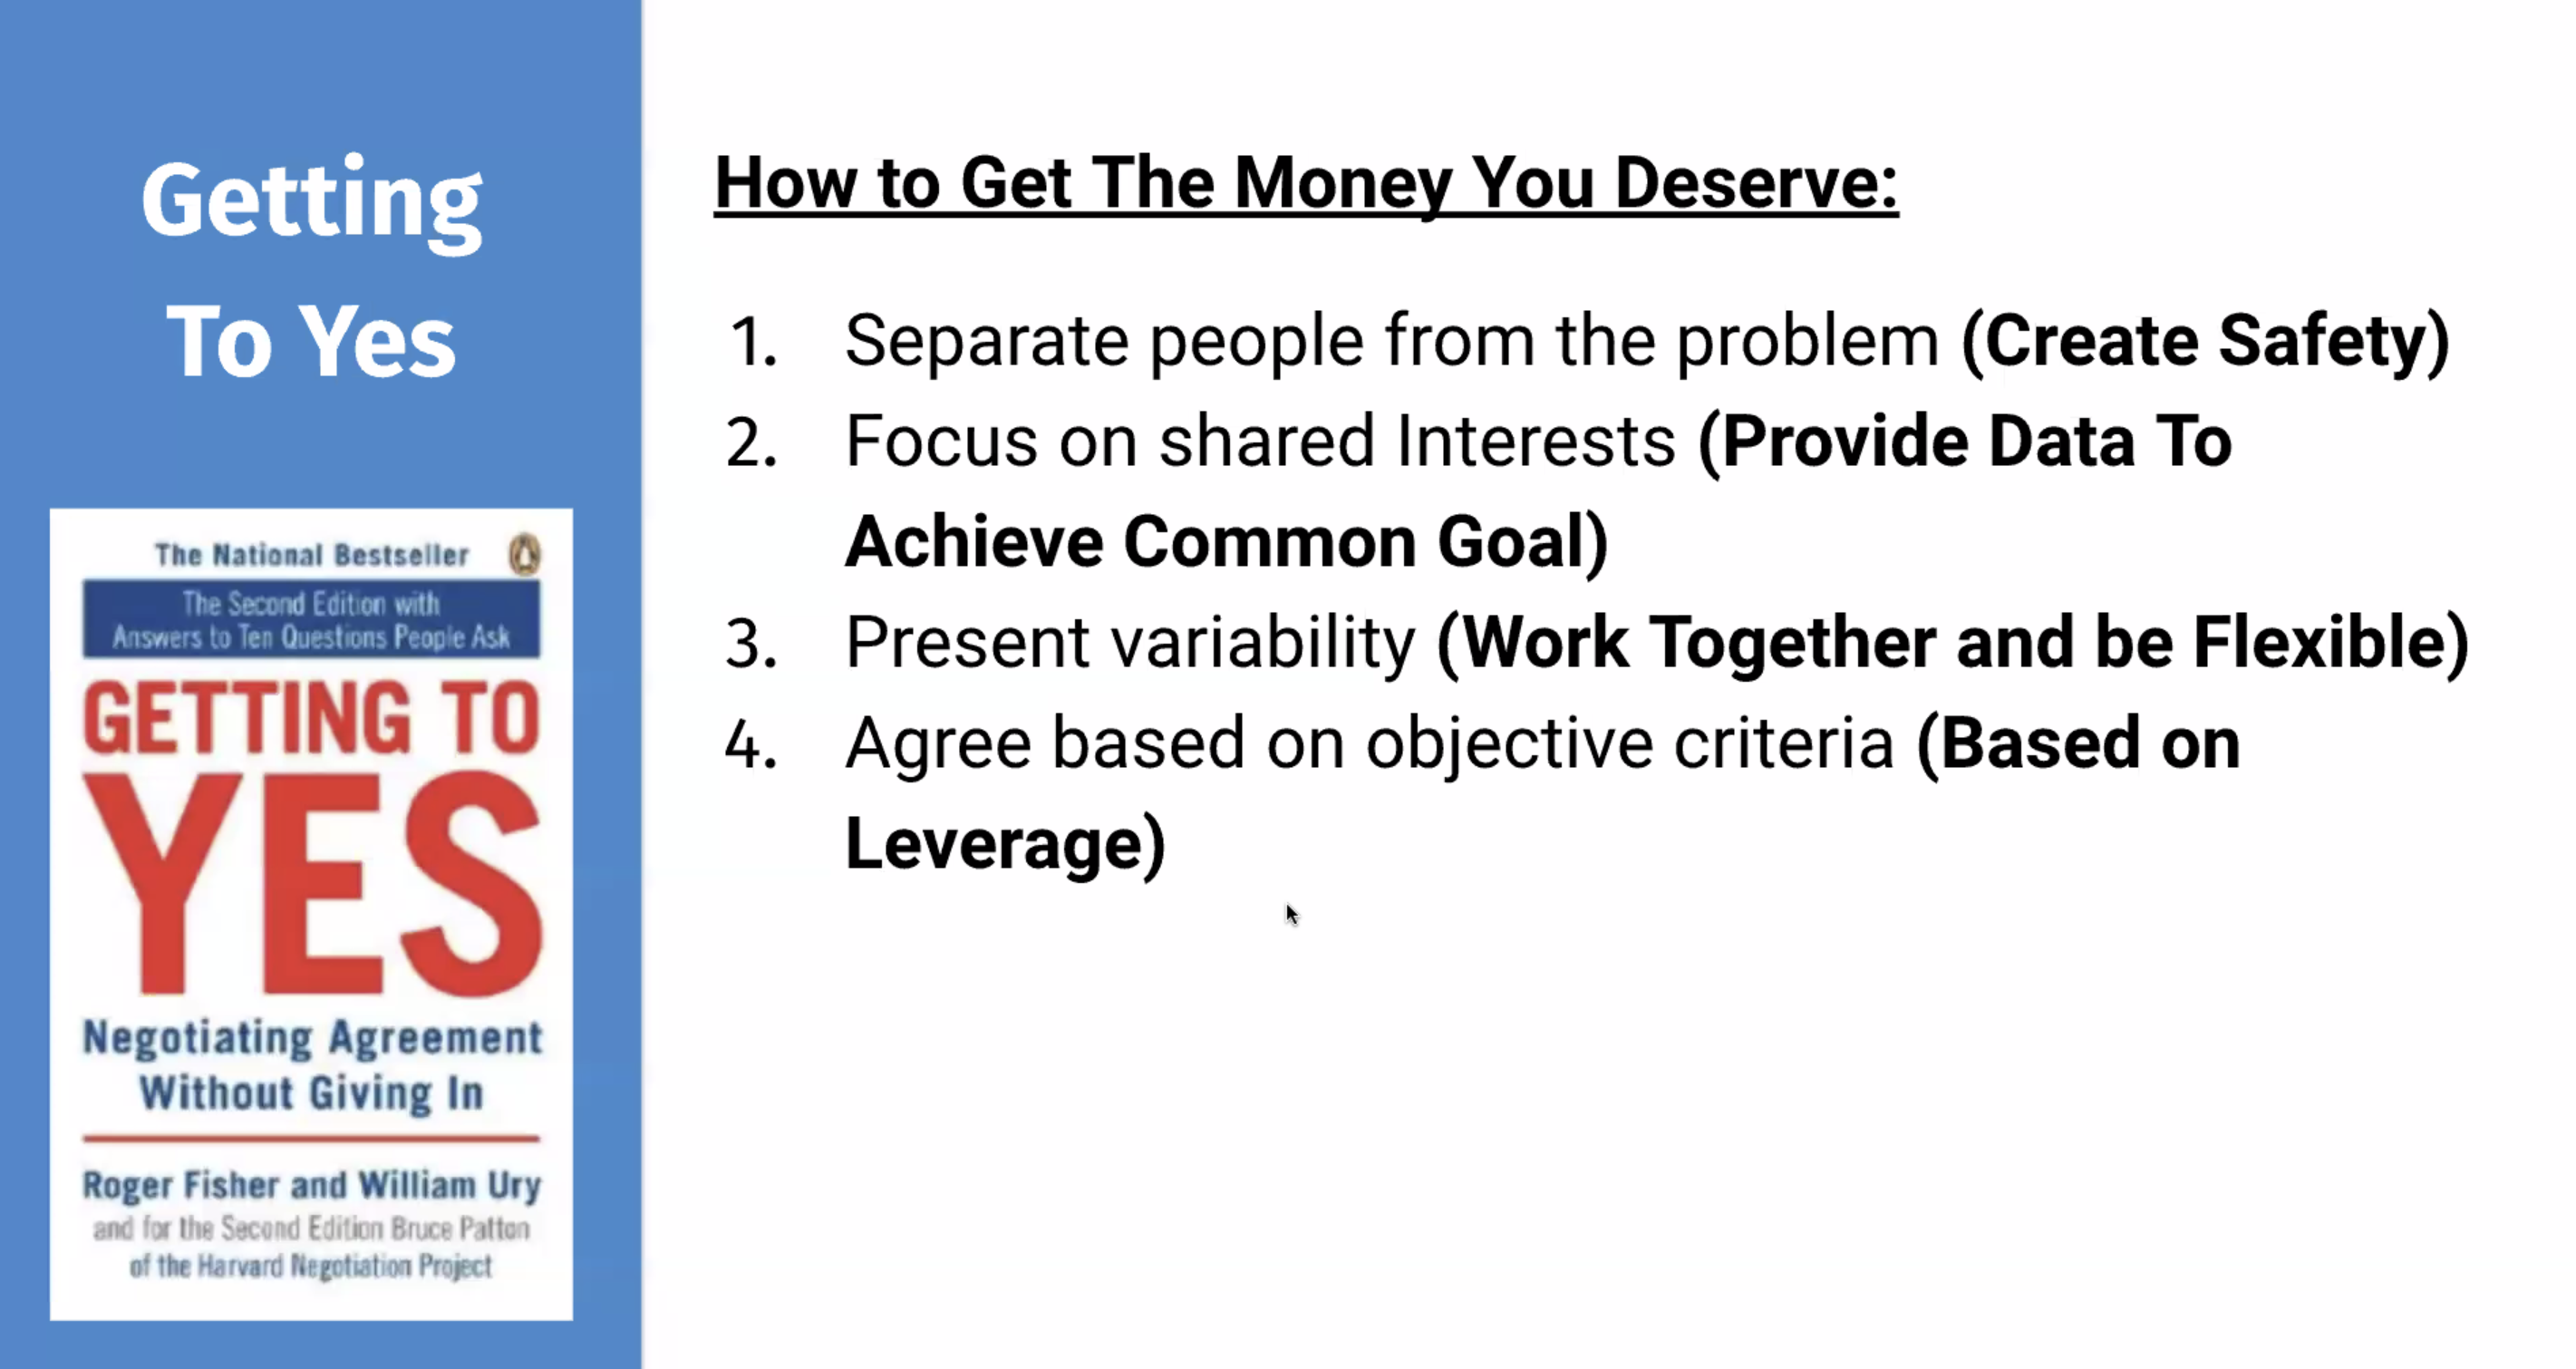 Getting
To Yes
The National Bestseller
The Second Edition with
Answers to Ten Questions People Ask
GETTING TO
YES
Negotiating Agreement
Without Giving In
Roger Fisher and William Ury
and for the Second Edition Bruce Patton
of the Harvard Negotiation Project
How to Get The Money You Deserve:
1. Separate people from the problem (Create Safety)
2. Focus on shared Interests (Provide Data To
Achieve Common Goal)
3. Present variability (Work Together and be Flexible)
4. Agree based on objective criteria (Based on
Leverage)